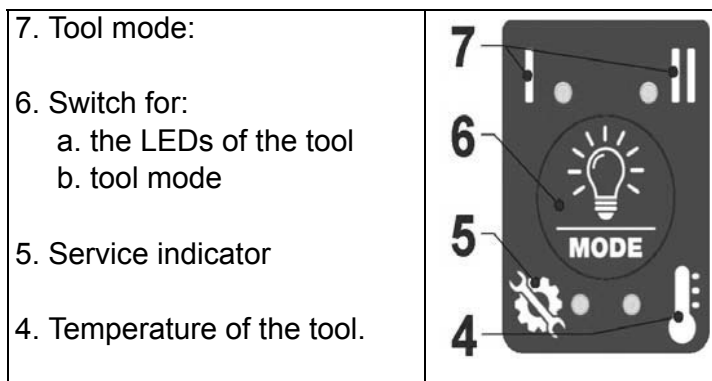 7. Tool mode:
6. Switch for:
a. the LEDs of the tool
b. tool mode
5. Service indicator
4. Temperature of the tool.
7
I
II
6
MODE
5
4